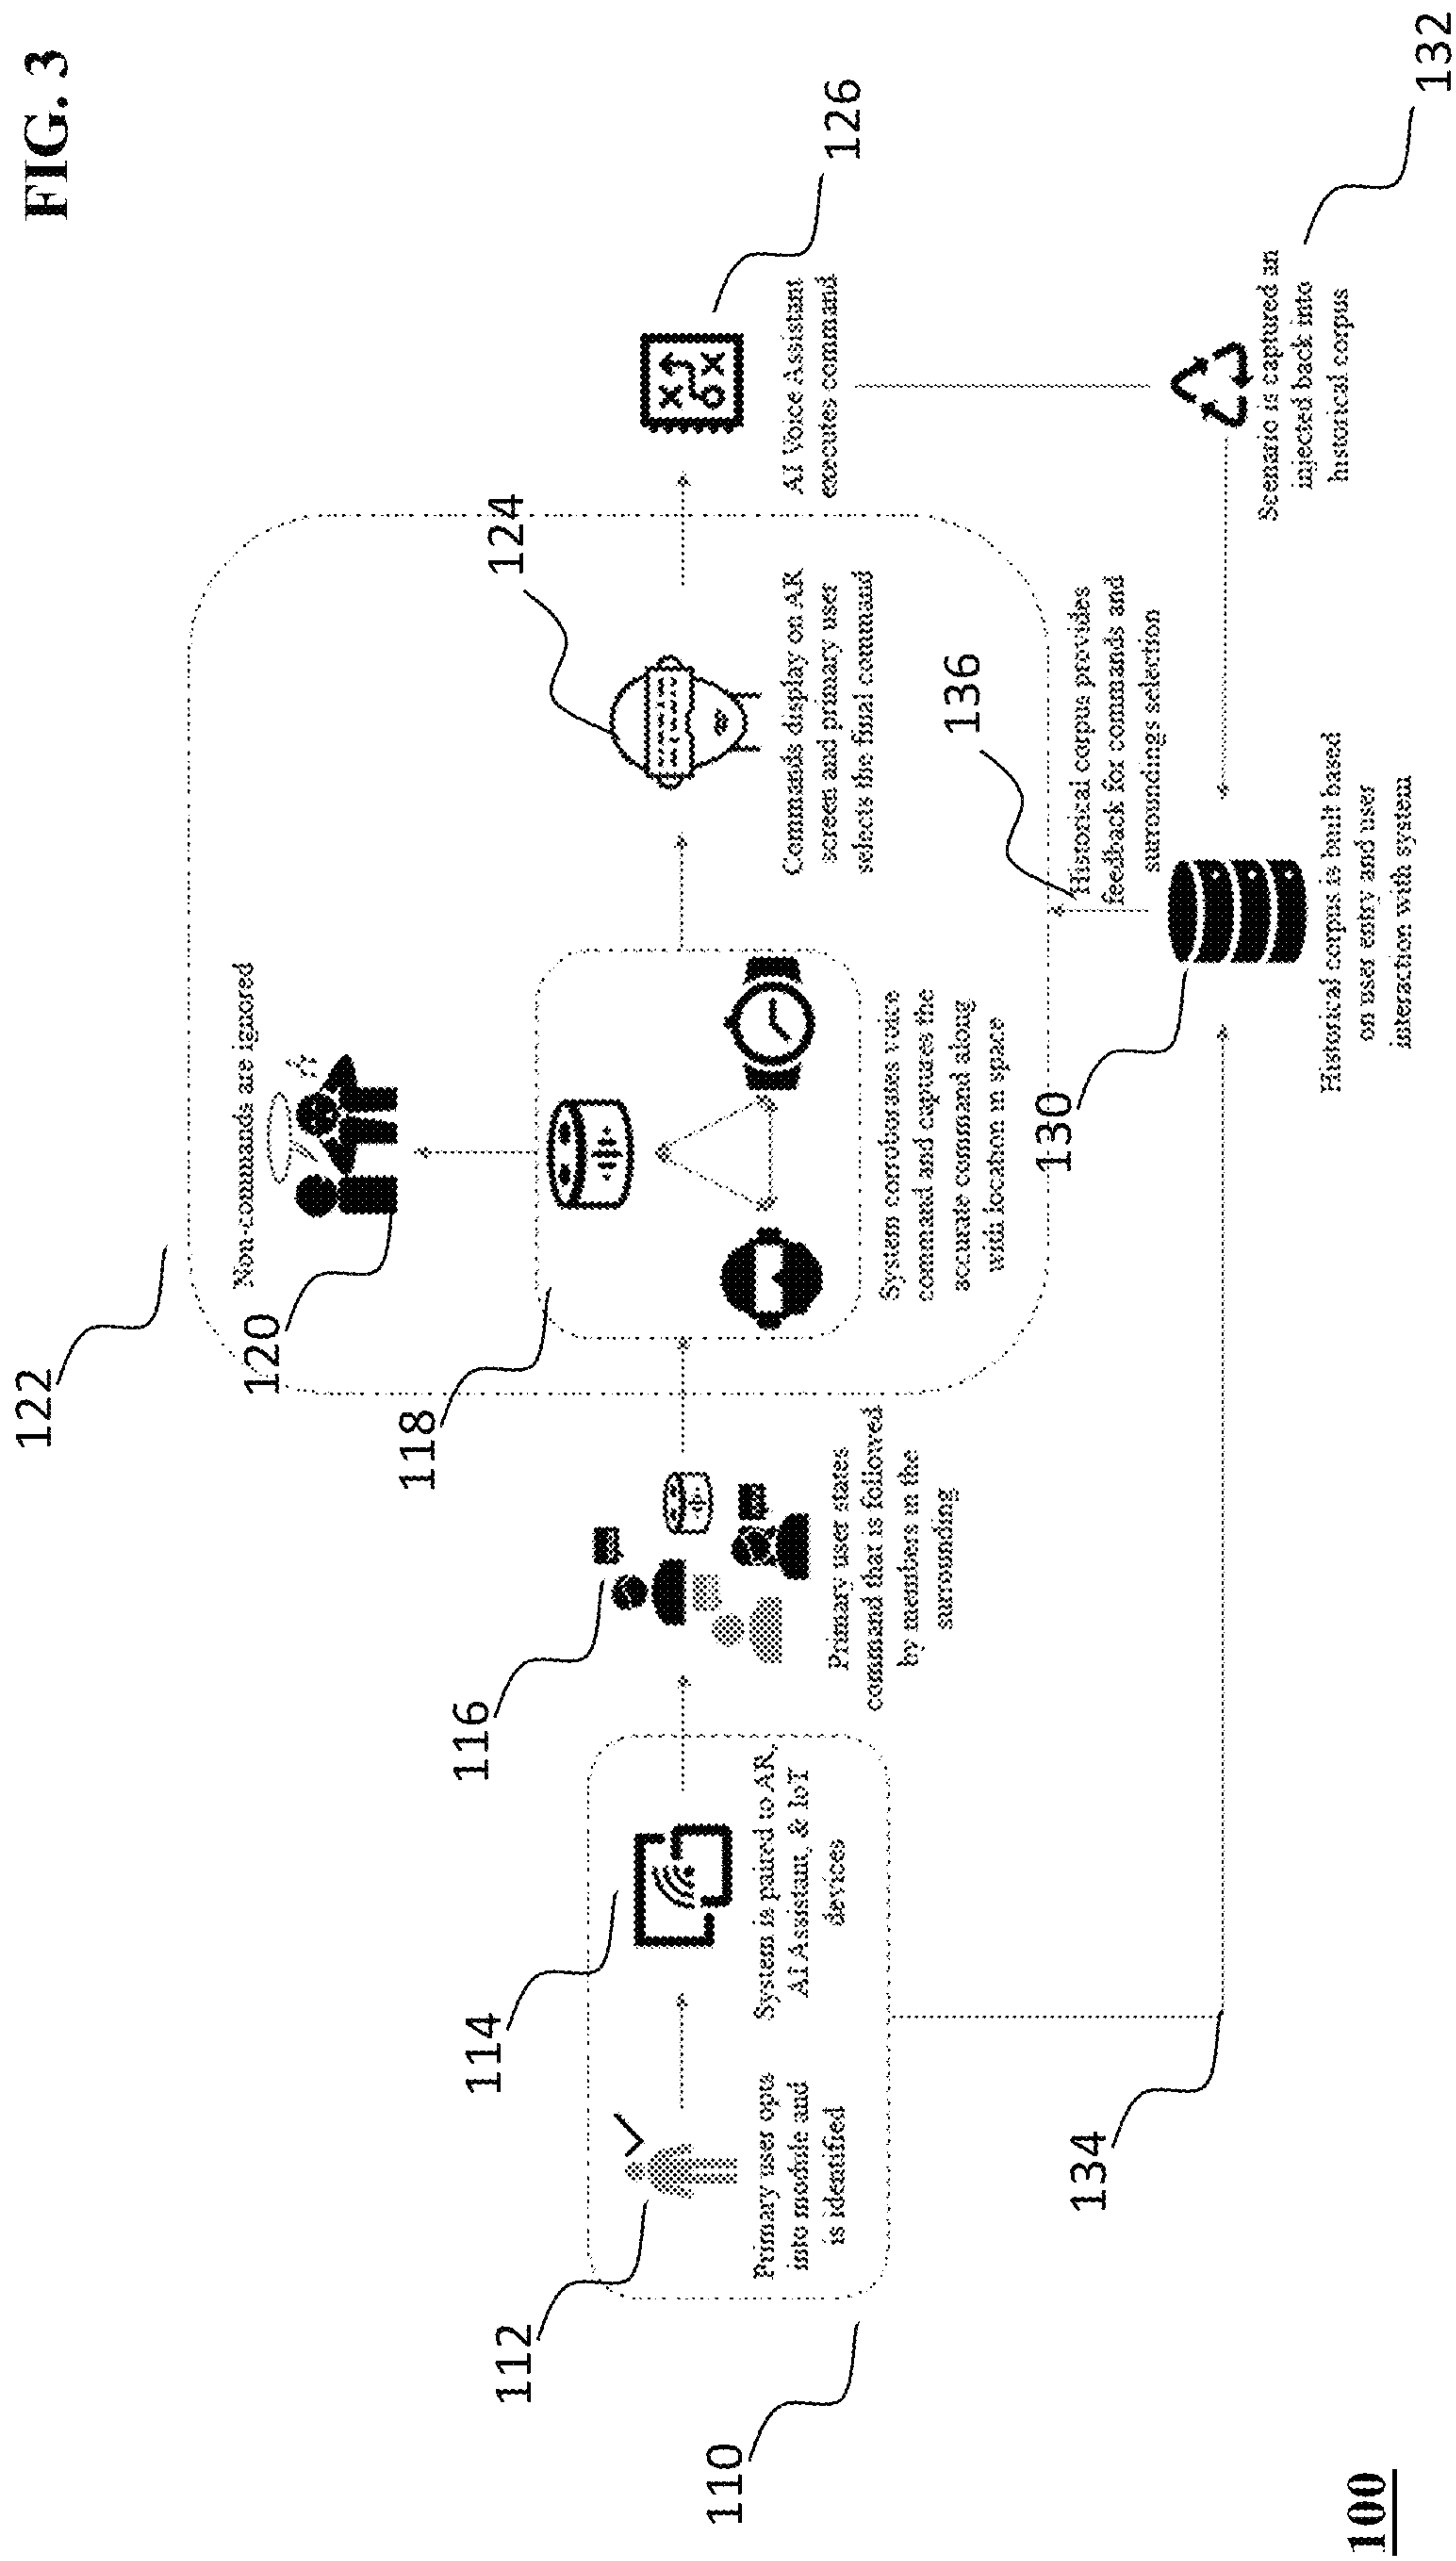 FIG. 3
122
120
Non-commands are ignored
118
124
116
126
114
112
110
Primary user opts
into module and
is identified
System is paired to AR,
AI Assistant, & IoT
devices
Primary user states
command that is followed
by members in the
surrounding
System corroborates voice
command and captures the
accurate command along
with location in space
Commands display on AR
screen and primary user
selects the final command
AI Voice Assistant
executes command
136
Historical corpus provides
feedback for commands and
surroundings selection
134
130
132
Historical corpus is built based
on user entry and user
interaction with system
Scenario is captured an
injected back into
historical corpus
100